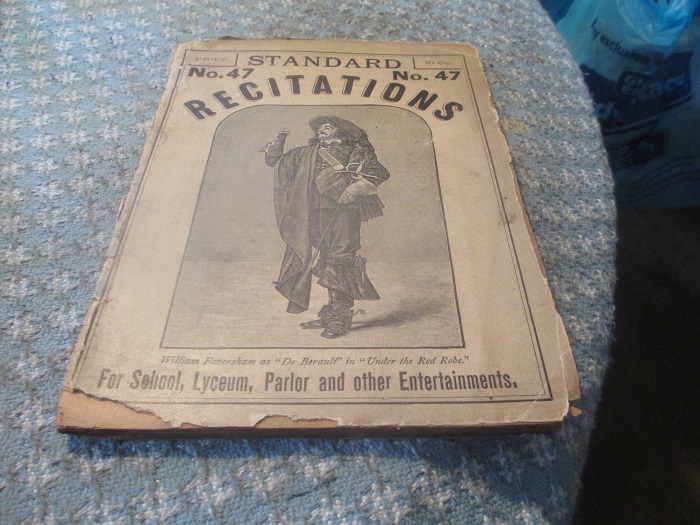 PRICE, STANDARD 10 Cts.
No. 47 No. 47
RECITATIONS
William Faversham as "De Berault" in "Under the Red Robe."
For School, Lyceum, Parlor and other Entertainments.
exclusive